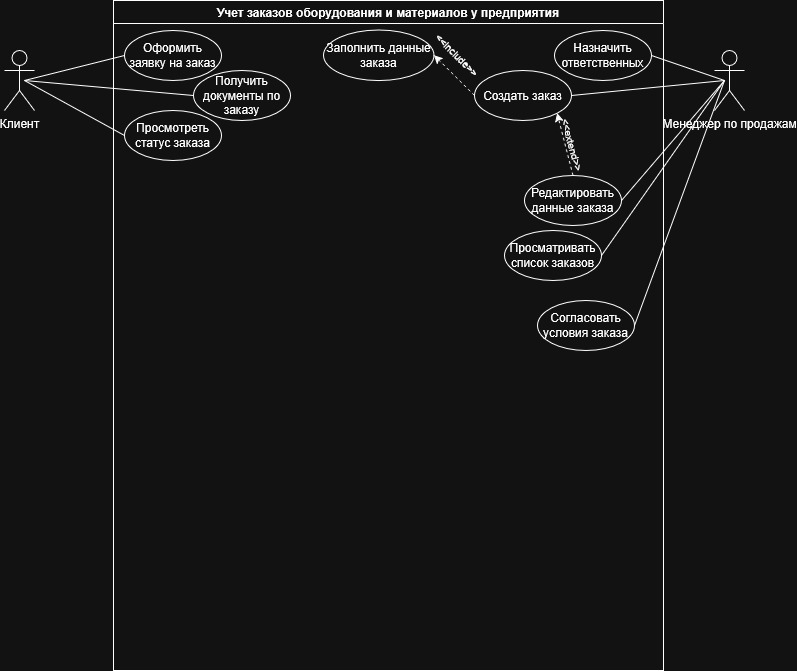 Учет заказов оборудования и материалов у предприятия
Оформить
заявку на заказ
Получить
документы по
заказу
Просмотреть
статус заказа
Клиент
Заполнить данные
заказа
<<include>>
Создать заказ
Назначить
ответственных
Менеджер по продажам
<<extend>>
Редактировать
данные заказа
Просматривать
список заказов
Согласовать
условия заказа